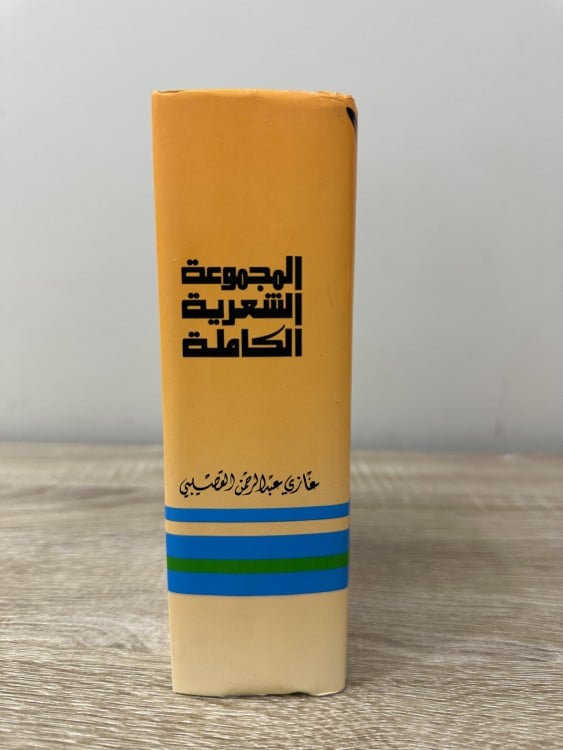 المجموعة
الشعرية
الكاملة
غازي عبدالرحمن القصيبي